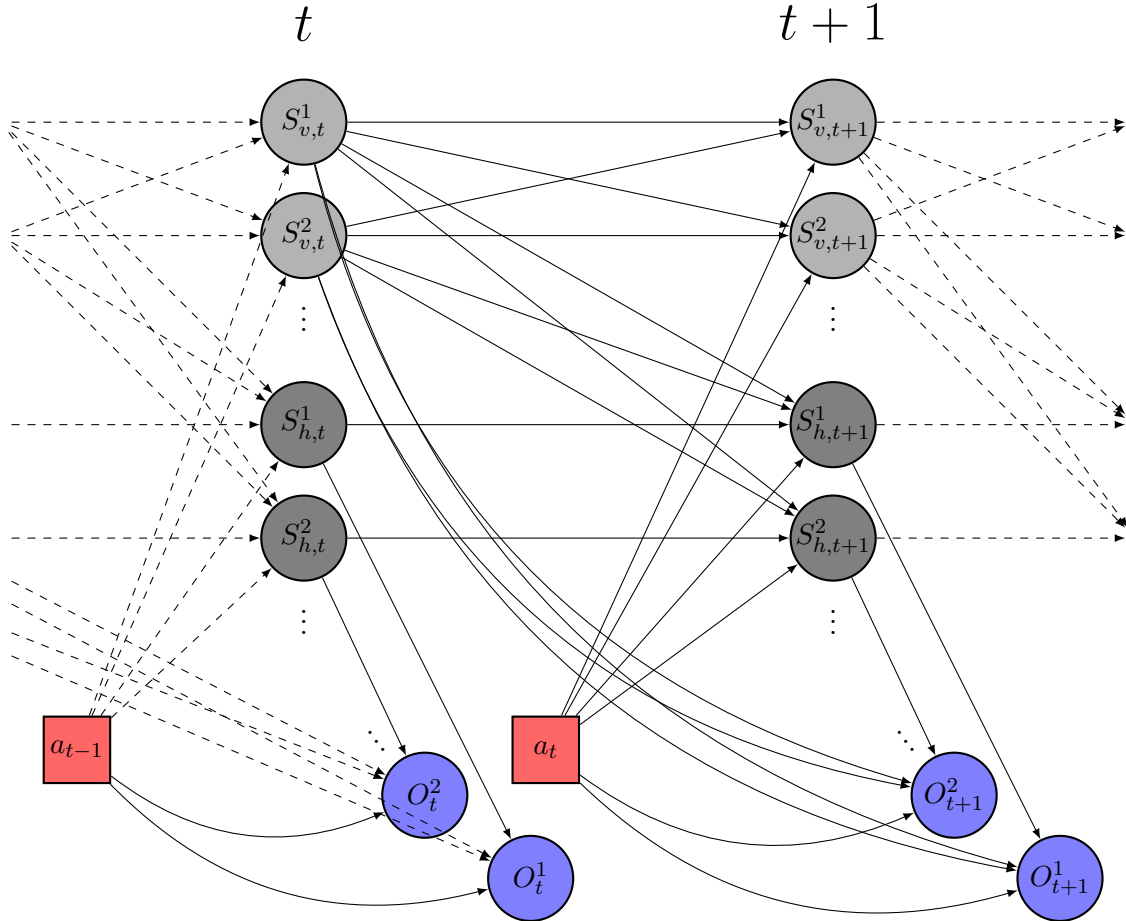 t t + 1
S^1_{v,t} S^1_{v,t+1}
S^2_{v,t} S^2_{v,t+1}
⋮ ⋮
S^1_{h,t} S^1_{h,t+1}
S^2_{h,t} S^2_{h,t+1}
⋮ ⋮
a_{t−1} ⋱ a_t ⋱
O^2_t O^2_{t+1}
O^1_t O^1_{t+1}